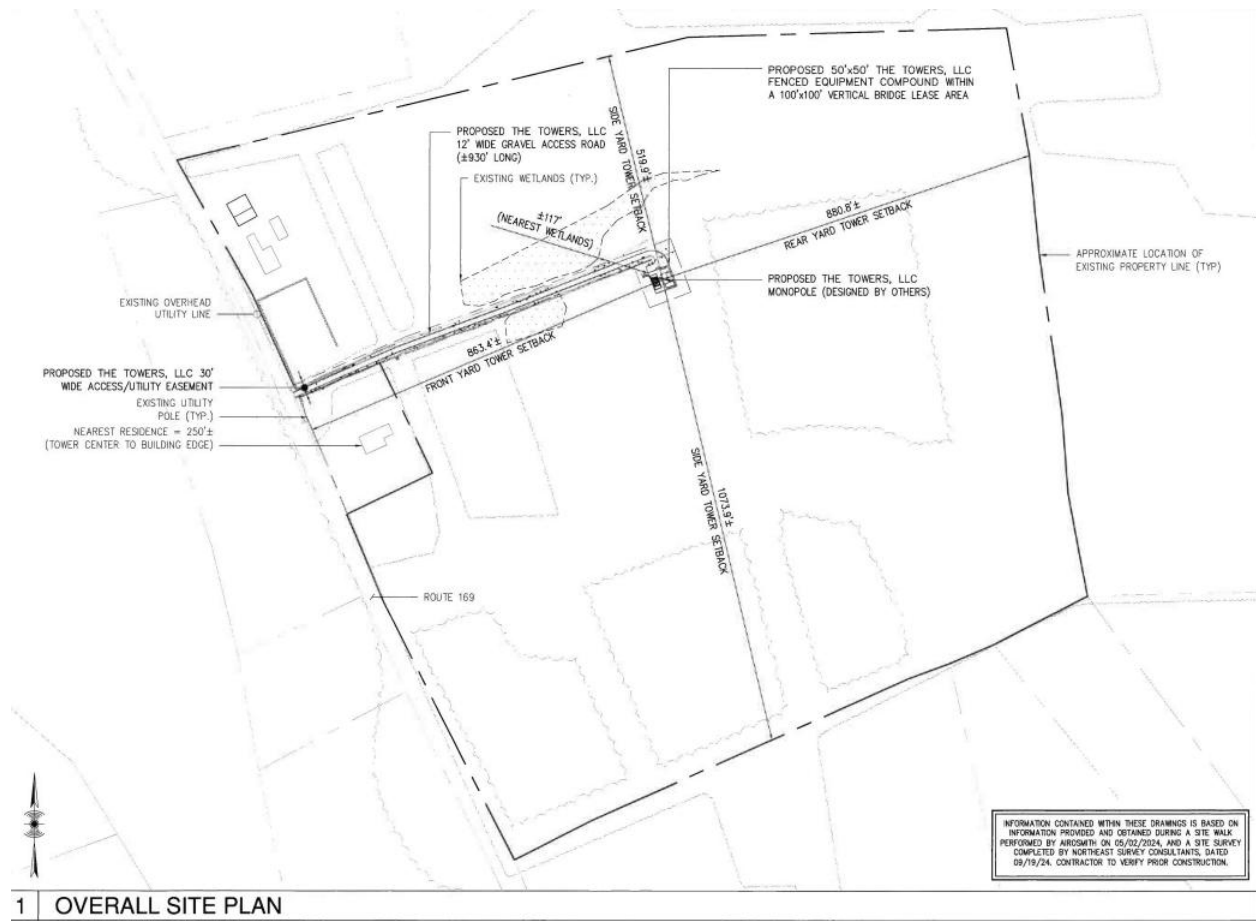 PROPOSED 50'x50' THE TOWERS, LLC
FENCED EQUIPMENT COMPOUND WITHIN
A 100'x100' VERTICAL BRIDGE LEASE AREA
PROPOSED THE TOWERS, LLC
12' WIDE GRAVEL ACCESS ROAD
(±930' LONG)
EXISTING WETLANDS (TYP.)
±117'
(NEAREST WETLANDS)
519.9'±
SIDE YARD TOWER SETBACK
880.8'±
REAR YARD TOWER SETBACK
APPROXIMATE LOCATION OF
EXISTING PROPERTY LINE (TYP)
PROPOSED THE TOWERS, LLC
MONOPOLE (DESIGNED BY OTHERS)
EXISTING OVERHEAD
UTILITY LINE
863.4'±
FRONT YARD TOWER SETBACK
PROPOSED THE TOWERS, LLC 30'
WIDE ACCESS/UTILITY EASEMENT
EXISTING UTILITY
POLE (TYP.)
NEAREST RESIDENCE = 250'±
(TOWER CENTER TO BUILDING EDGE)
1073.9'±
SIDE YARD TOWER SETBACK
ROUTE 169
INFORMATION CONTAINED WITHIN THESE DRAWINGS IS BASED ON
INFORMATION PROVIDED AND OBTAINED DURING A SITE WALK
PERFORMED BY AIROSMITH ON 05/02/2024, AND A SITE SURVEY
COMPLETED BY NORTHEAST SURVEY CONSULTANTS, DATED
09/19/24. CONTRACTOR TO VERIFY PRIOR CONSTRUCTION.
1 OVERALL SITE PLAN